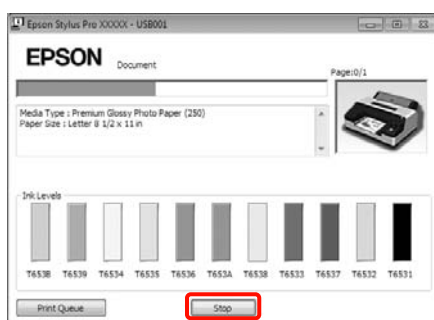 Epson Stylus Pro XXXXX - USB001
EPSON
Document
Page:0/1
Media Type : Premium Glossy Photo Paper (250)
Paper Size : Letter 8 1/2 x 11 in
Ink Levels
T653B T6539 T6534 T6535 T6536 T653A T6538 T6533 T6537 T6532 T6531
Print Queue Stop